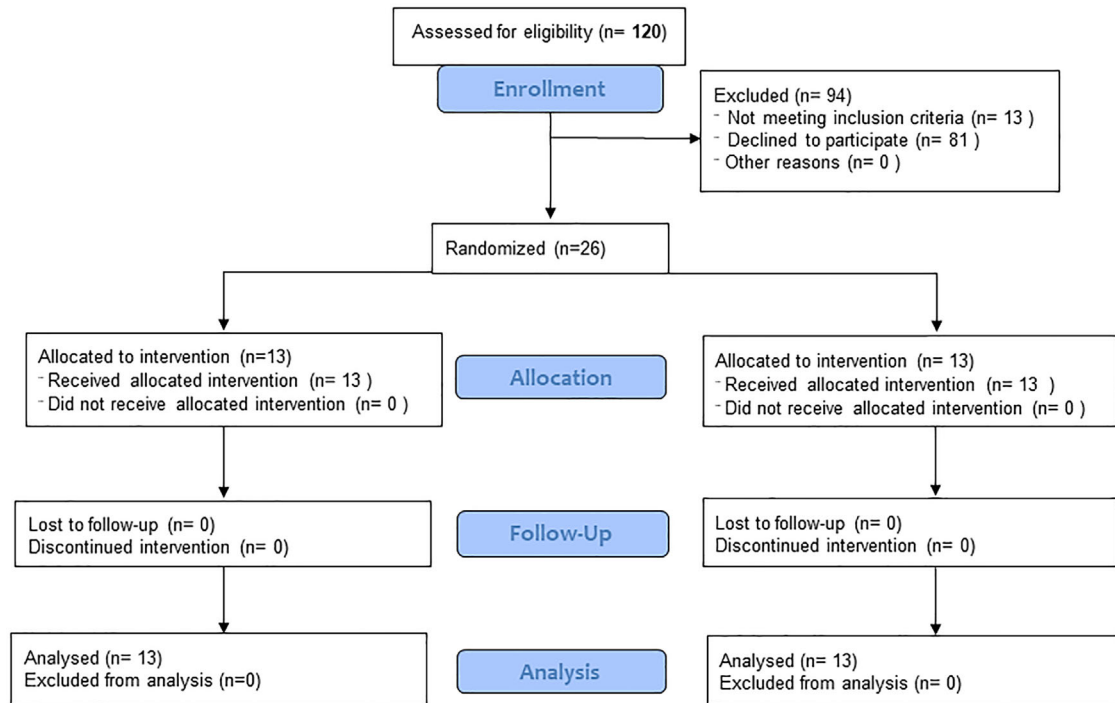 Assessed for eligibility (n= 120)
Enrollment
Excluded (n= 94)
- Not meeting inclusion criteria (n= 13 )
- Declined to participate (n= 81 )
- Other reasons (n= 0 )
Randomized (n=26)
Allocated to intervention (n=13)
- Received allocated intervention (n= 13 )
- Did not receive allocated intervention (n= 0 )
Allocation
Allocated to intervention (n= 13)
- Received allocated intervention (n= 13 )
- Did not receive allocated intervention (n= 0 )
Lost to follow-up (n= 0)
Discontinued intervention (n= 0)
Follow-Up
Lost to follow-up (n= 0)
Discontinued intervention (n= 0)
Analysed (n= 13)
Excluded from analysis (n=0)
Analysis
Analysed (n= 13)
Excluded from analysis (n= 0)